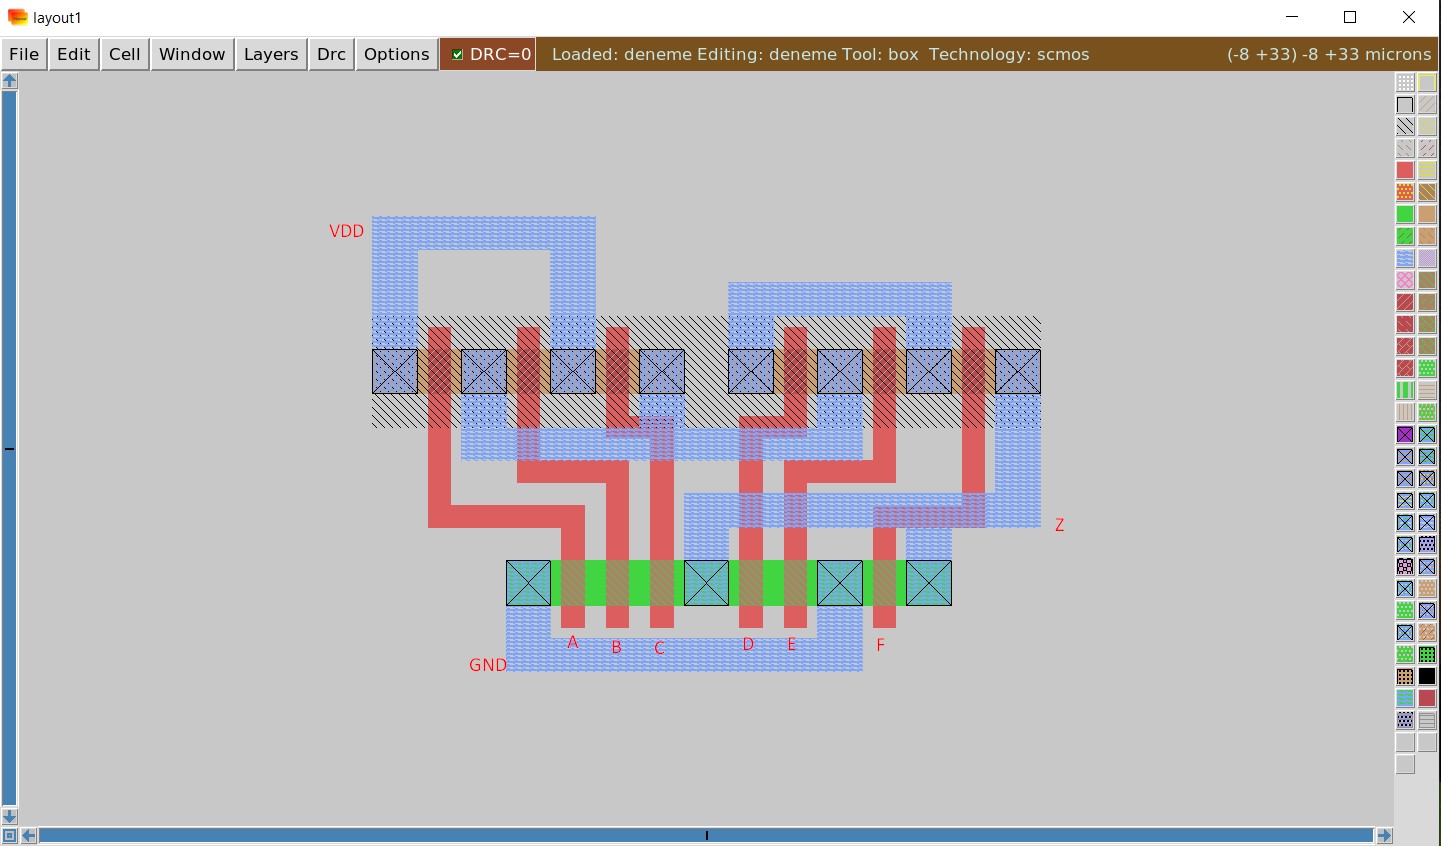 layout1
File Edit Cell Window Layers Drc Options DRC=0 Loaded: deneme Editing: deneme Tool: box Technology: scmos (-8 +33) -8 +33 microns
VDD
Z
A B C D E F
GND